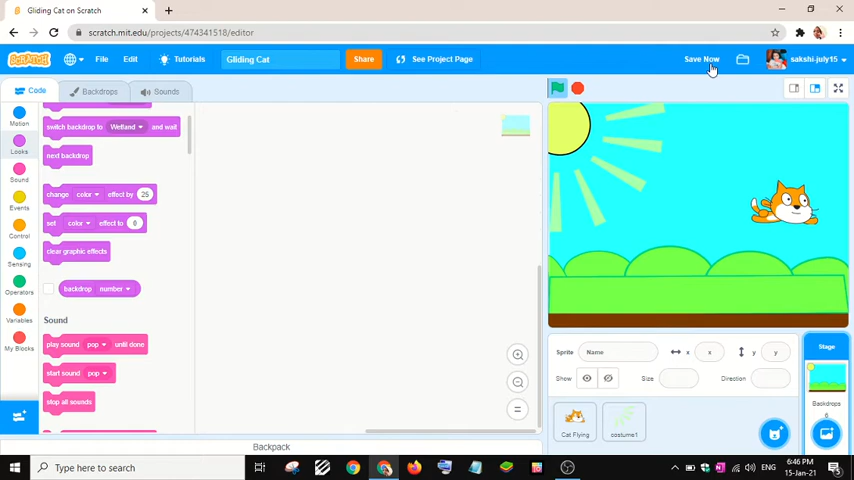 Gliding Cat on Scratch
scratch.mit.edu/projects/474341518/editor
SCRATCH
File
Edit
Tutorials
Gliding Cat
Share
See Project Page
Save Now
sakshi-july15
Code
Backdrops
Sounds
Motion
Looks
Sound
Events
Control
Sensing
Operators
Variables
My Blocks
switch backdrop to Wetland and wait
next backdrop
change color effect by 25
set color effect to 0
clear graphic effects
backdrop number
Sound
play sound pop until done
start sound pop
stop all sounds
Sprite Name x x y y
Show Size Direction
Stage
Backdrops
6
Cat Flying
costume1
Backpack
Type here to search
ENG
6:46 PM
15-Jan-21